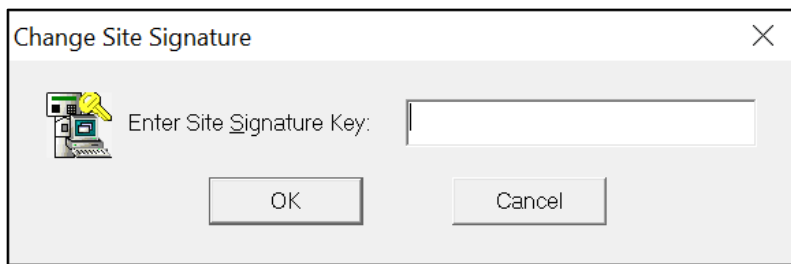 Change Site Signature
Enter Site Signature Key:
OK
Cancel